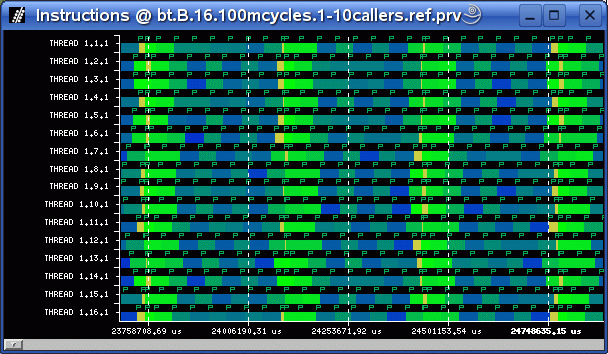 Instructions @ bt.B.16.100mcycles.1-10callers.ref.prv
THREAD 1.1.1
THREAD 1.2.1
THREAD 1.3.1
THREAD 1.4.1
THREAD 1.5.1
THREAD 1.6.1
THREAD 1.7.1
THREAD 1.8.1
THREAD 1.9.1
THREAD 1.10.1
THREAD 1.11.1
THREAD 1.12.1
THREAD 1.13.1
THREAD 1.14.1
THREAD 1.15.1
THREAD 1.16.1
23758708,69 us 24006190,31 us 24253671,92 us 24501153,54 us 24748635,15 us